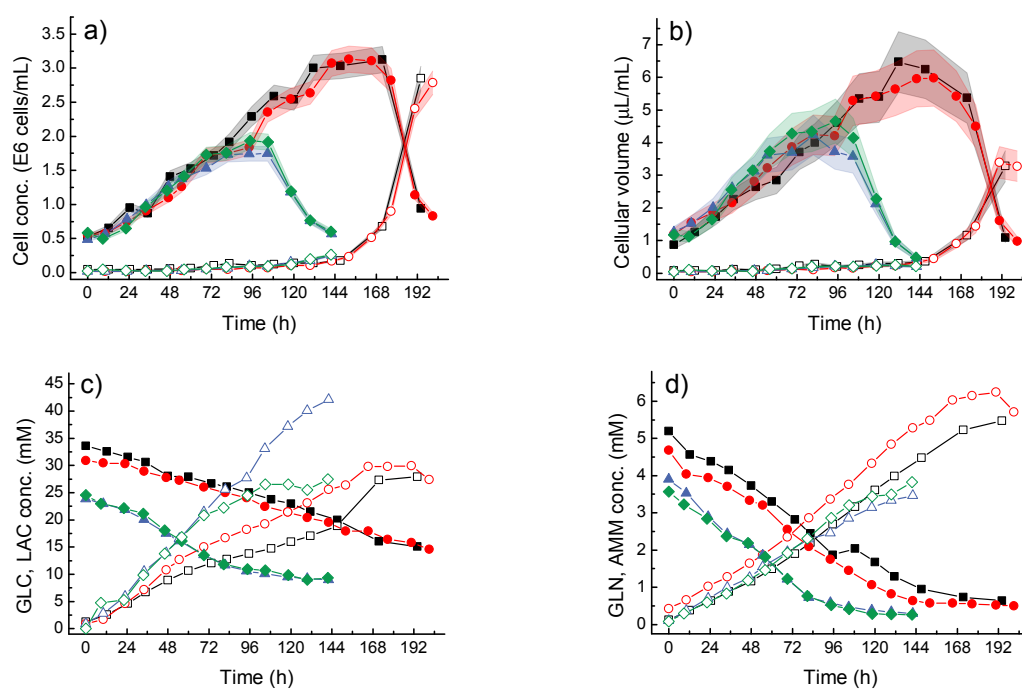 a)
Cell conc. (E6 cells/mL)
3.5
3.0
2.5
2.0
1.5
1.0
0.5
0.0
0 24 48 72 96 120 144 168 192
Time (h)
b)
Cellular volume (μL/mL)
7
6
5
4
3
2
1
0
0 24 48 72 96 120 144 168 192
Time (h)
c)
GLC, LAC conc. (mM)
45
40
35
30
25
20
15
10
5
0
0 24 48 72 96 120 144 168 192
Time (h)
d)
GLN, AMM conc. (mM)
6
5
4
3
2
1
0
0 24 48 72 96 120 144 168 192
Time (h)